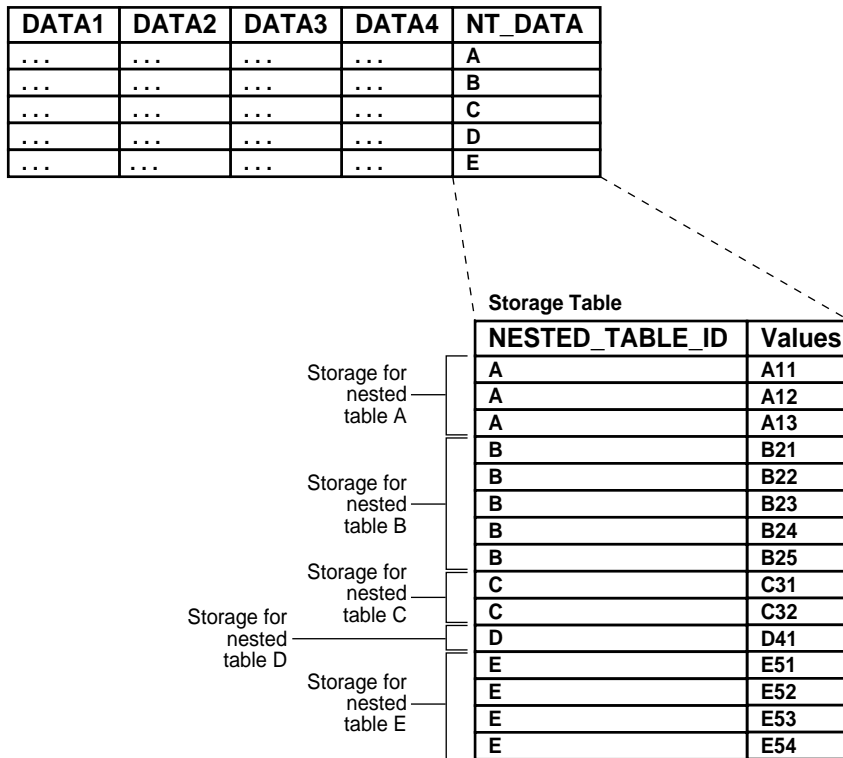 DATA1 DATA2 DATA3 DATA4 NT_DATA
... ... ... ... A
... ... ... ... B
... ... ... ... C
... ... ... ... D
... ... ... ... E
Storage Table
NESTED_TABLE_ID Values
A A11
A A12
A A13
B B21
B B22
B B23
B B24
B B25
C C31
C C32
D D41
E E51
E E52
E E53
E E54
Storage for
nested
table A
Storage for
nested
table B
Storage for
nested
table C
Storage for
nested
table D
Storage for
nested
table E